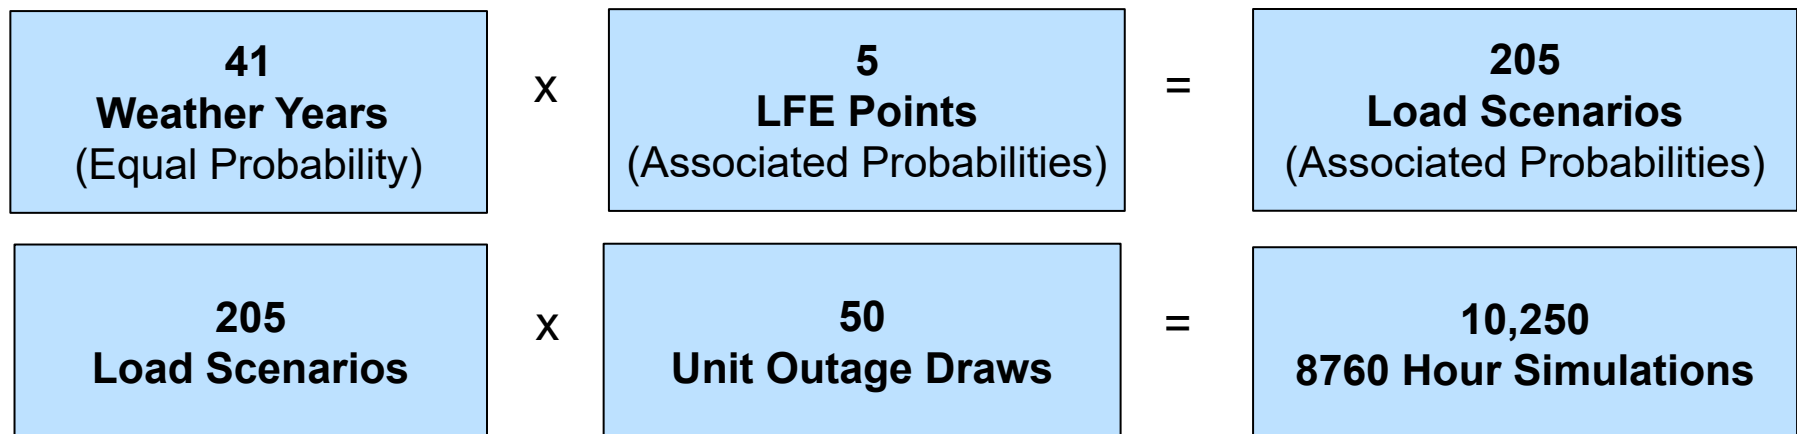 41
Weather Years
(Equal Probability)
x
5
LFE Points
(Associated Probabilities)
=
205
Load Scenarios
(Associated Probabilities)
205
Load Scenarios
x
50
Unit Outage Draws
=
10,250
8760 Hour Simulations